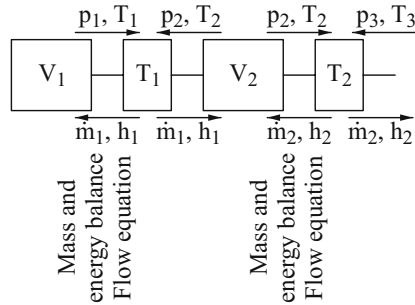 p₁, T₁ p₂, T₂ p₂, T₂ p₃, T₃
V₁ T₁ V₂ T₂
ṁ₁, h₁ ṁ₁, h₁ ṁ₂, h₂ ṁ₂, h₂
Mass and
energy balance
Flow equation
Mass and
energy balance
Flow equation